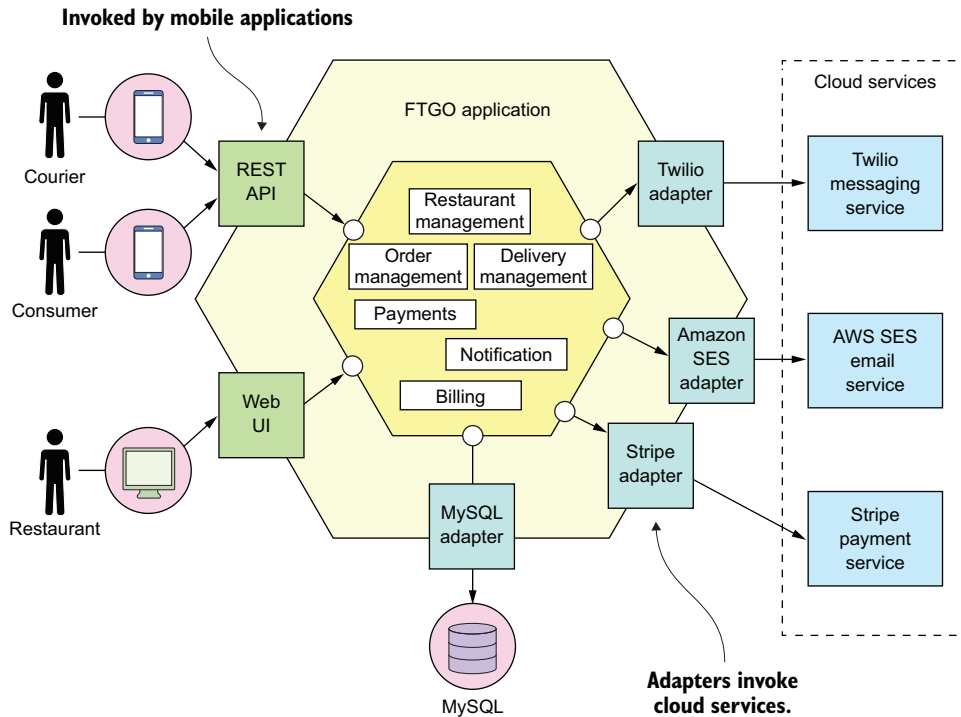 Invoked by mobile applications
Courier
Consumer
Restaurant
REST
API
Web
UI
FTGO application
Restaurant
management
Order
management
Delivery
management
Payments
Notification
Billing
MySQL
adapter
MySQL
Twilio
adapter
Amazon
SES
adapter
Stripe
adapter
Adapters invoke
cloud services.
Cloud services
Twilio
messaging
service
AWS SES
email
service
Stripe
payment
service